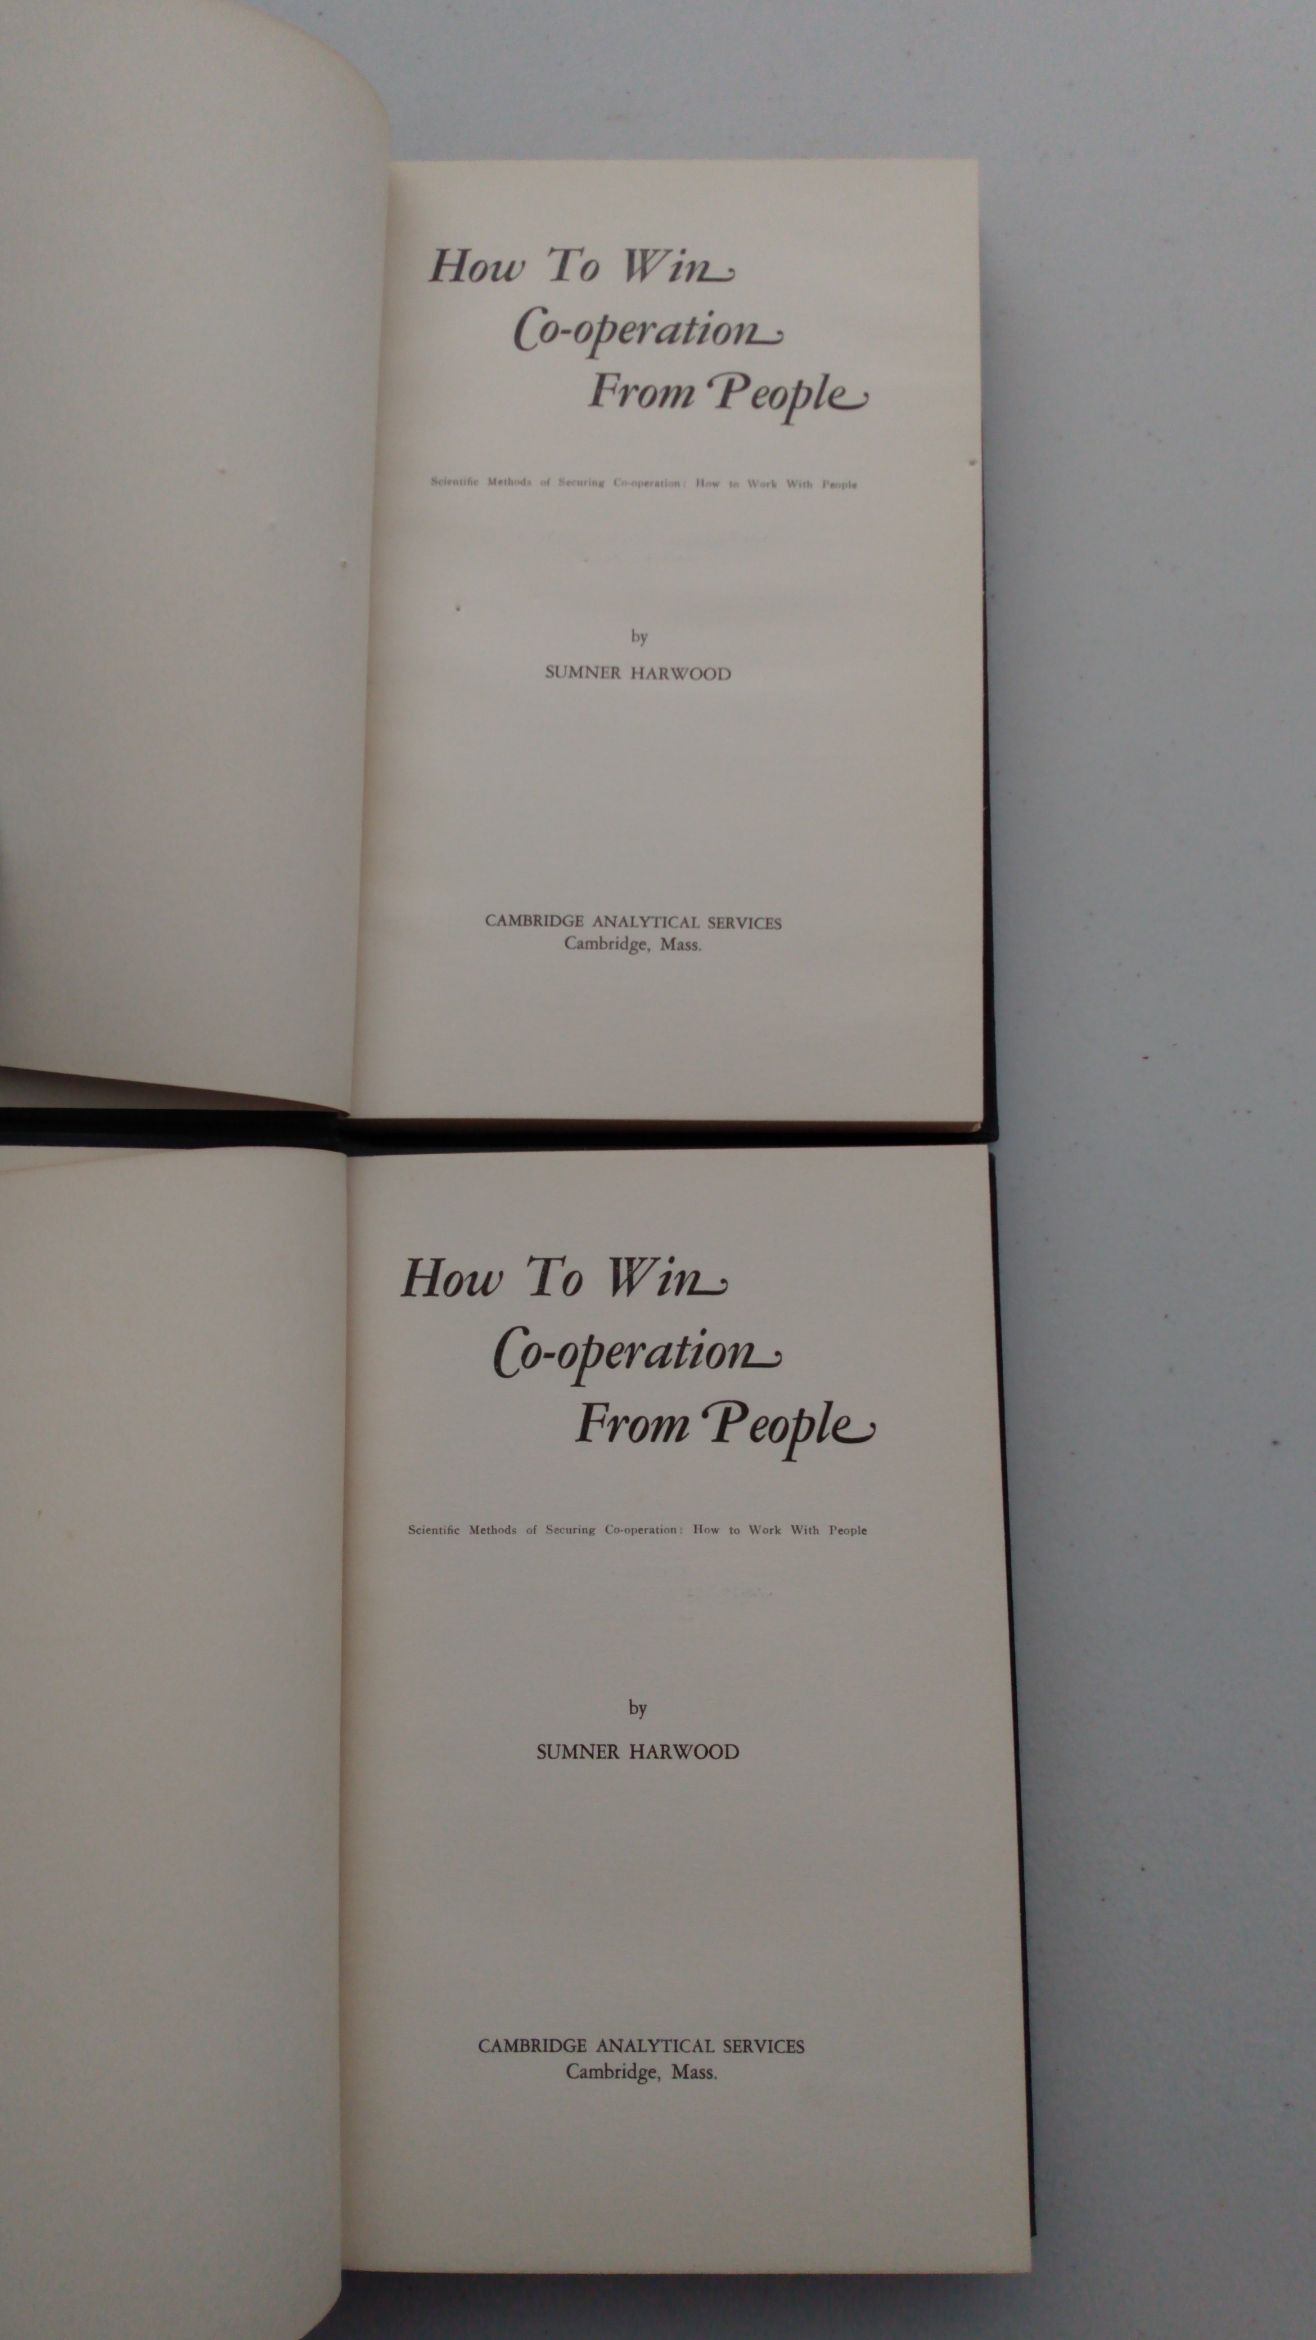 How To Win
Co-operation
From People
Scientific Methods of Securing Co-operation: How to Work With People
by
SUMNER HARWOOD
CAMBRIDGE ANALYTICAL SERVICES
Cambridge, Mass.
How To Win
Co-operation
From People
Scientific Methods of Securing Co-operation: How to Work With People
by
SUMNER HARWOOD
CAMBRIDGE ANALYTICAL SERVICES
Cambridge, Mass.